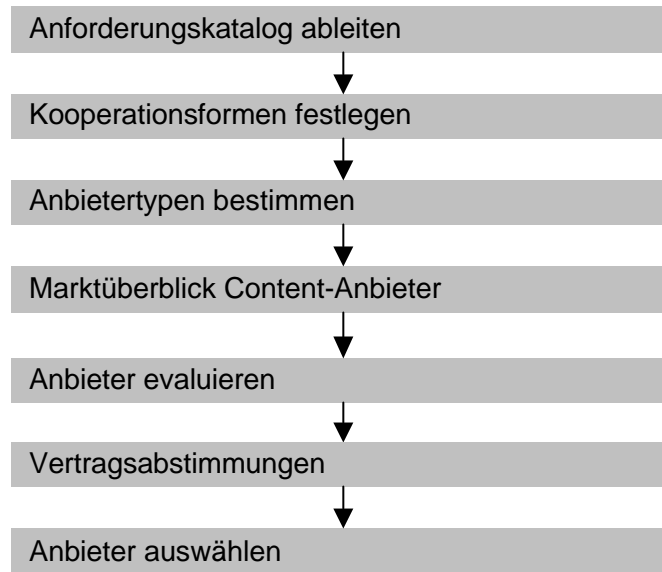 Anforderungskatalog ableiten
Kooperationsformen festlegen
Anbietertypen bestimmen
Marktüberblick Content-Anbieter
Anbieter evaluieren
Vertragsabstimmungen
Anbieter auswählen